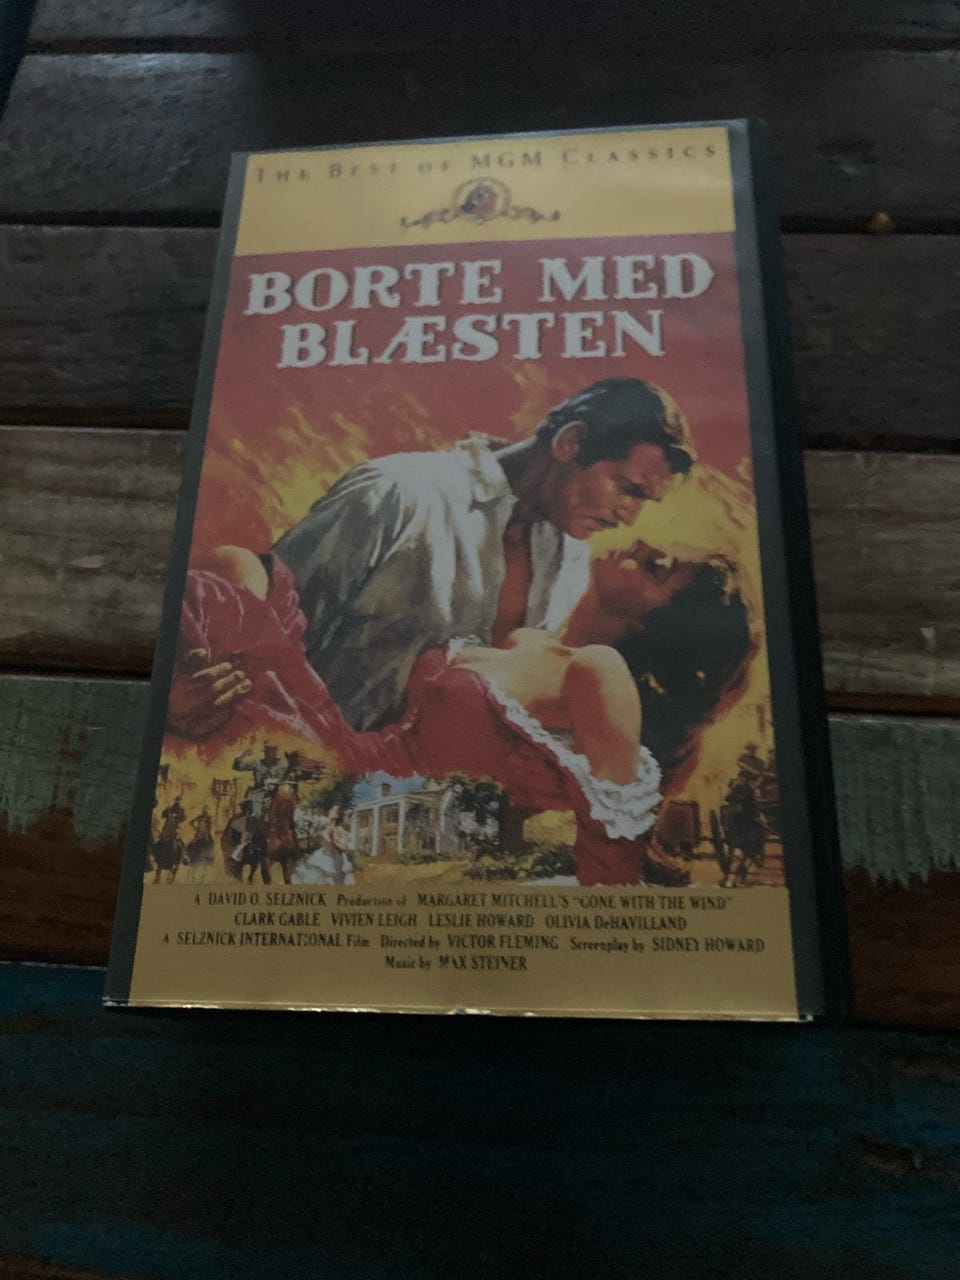 THE BEST OF MGM CLASSICS
BORTE MED
BLÆSTEN
A DAVID O. SELZNICK Production of MARGARET MITCHELL'S "GONE WITH THE WIND"
CLARK GABLE VIVIEN LEIGH LESLIE HOWARD OLIVIA DeHAVILLAND
A SELZNICK INTERNATIONAL Film Directed by VICTOR FLEMING Screenplay by SIDNEY HOWARD
Music by MAX STEINER